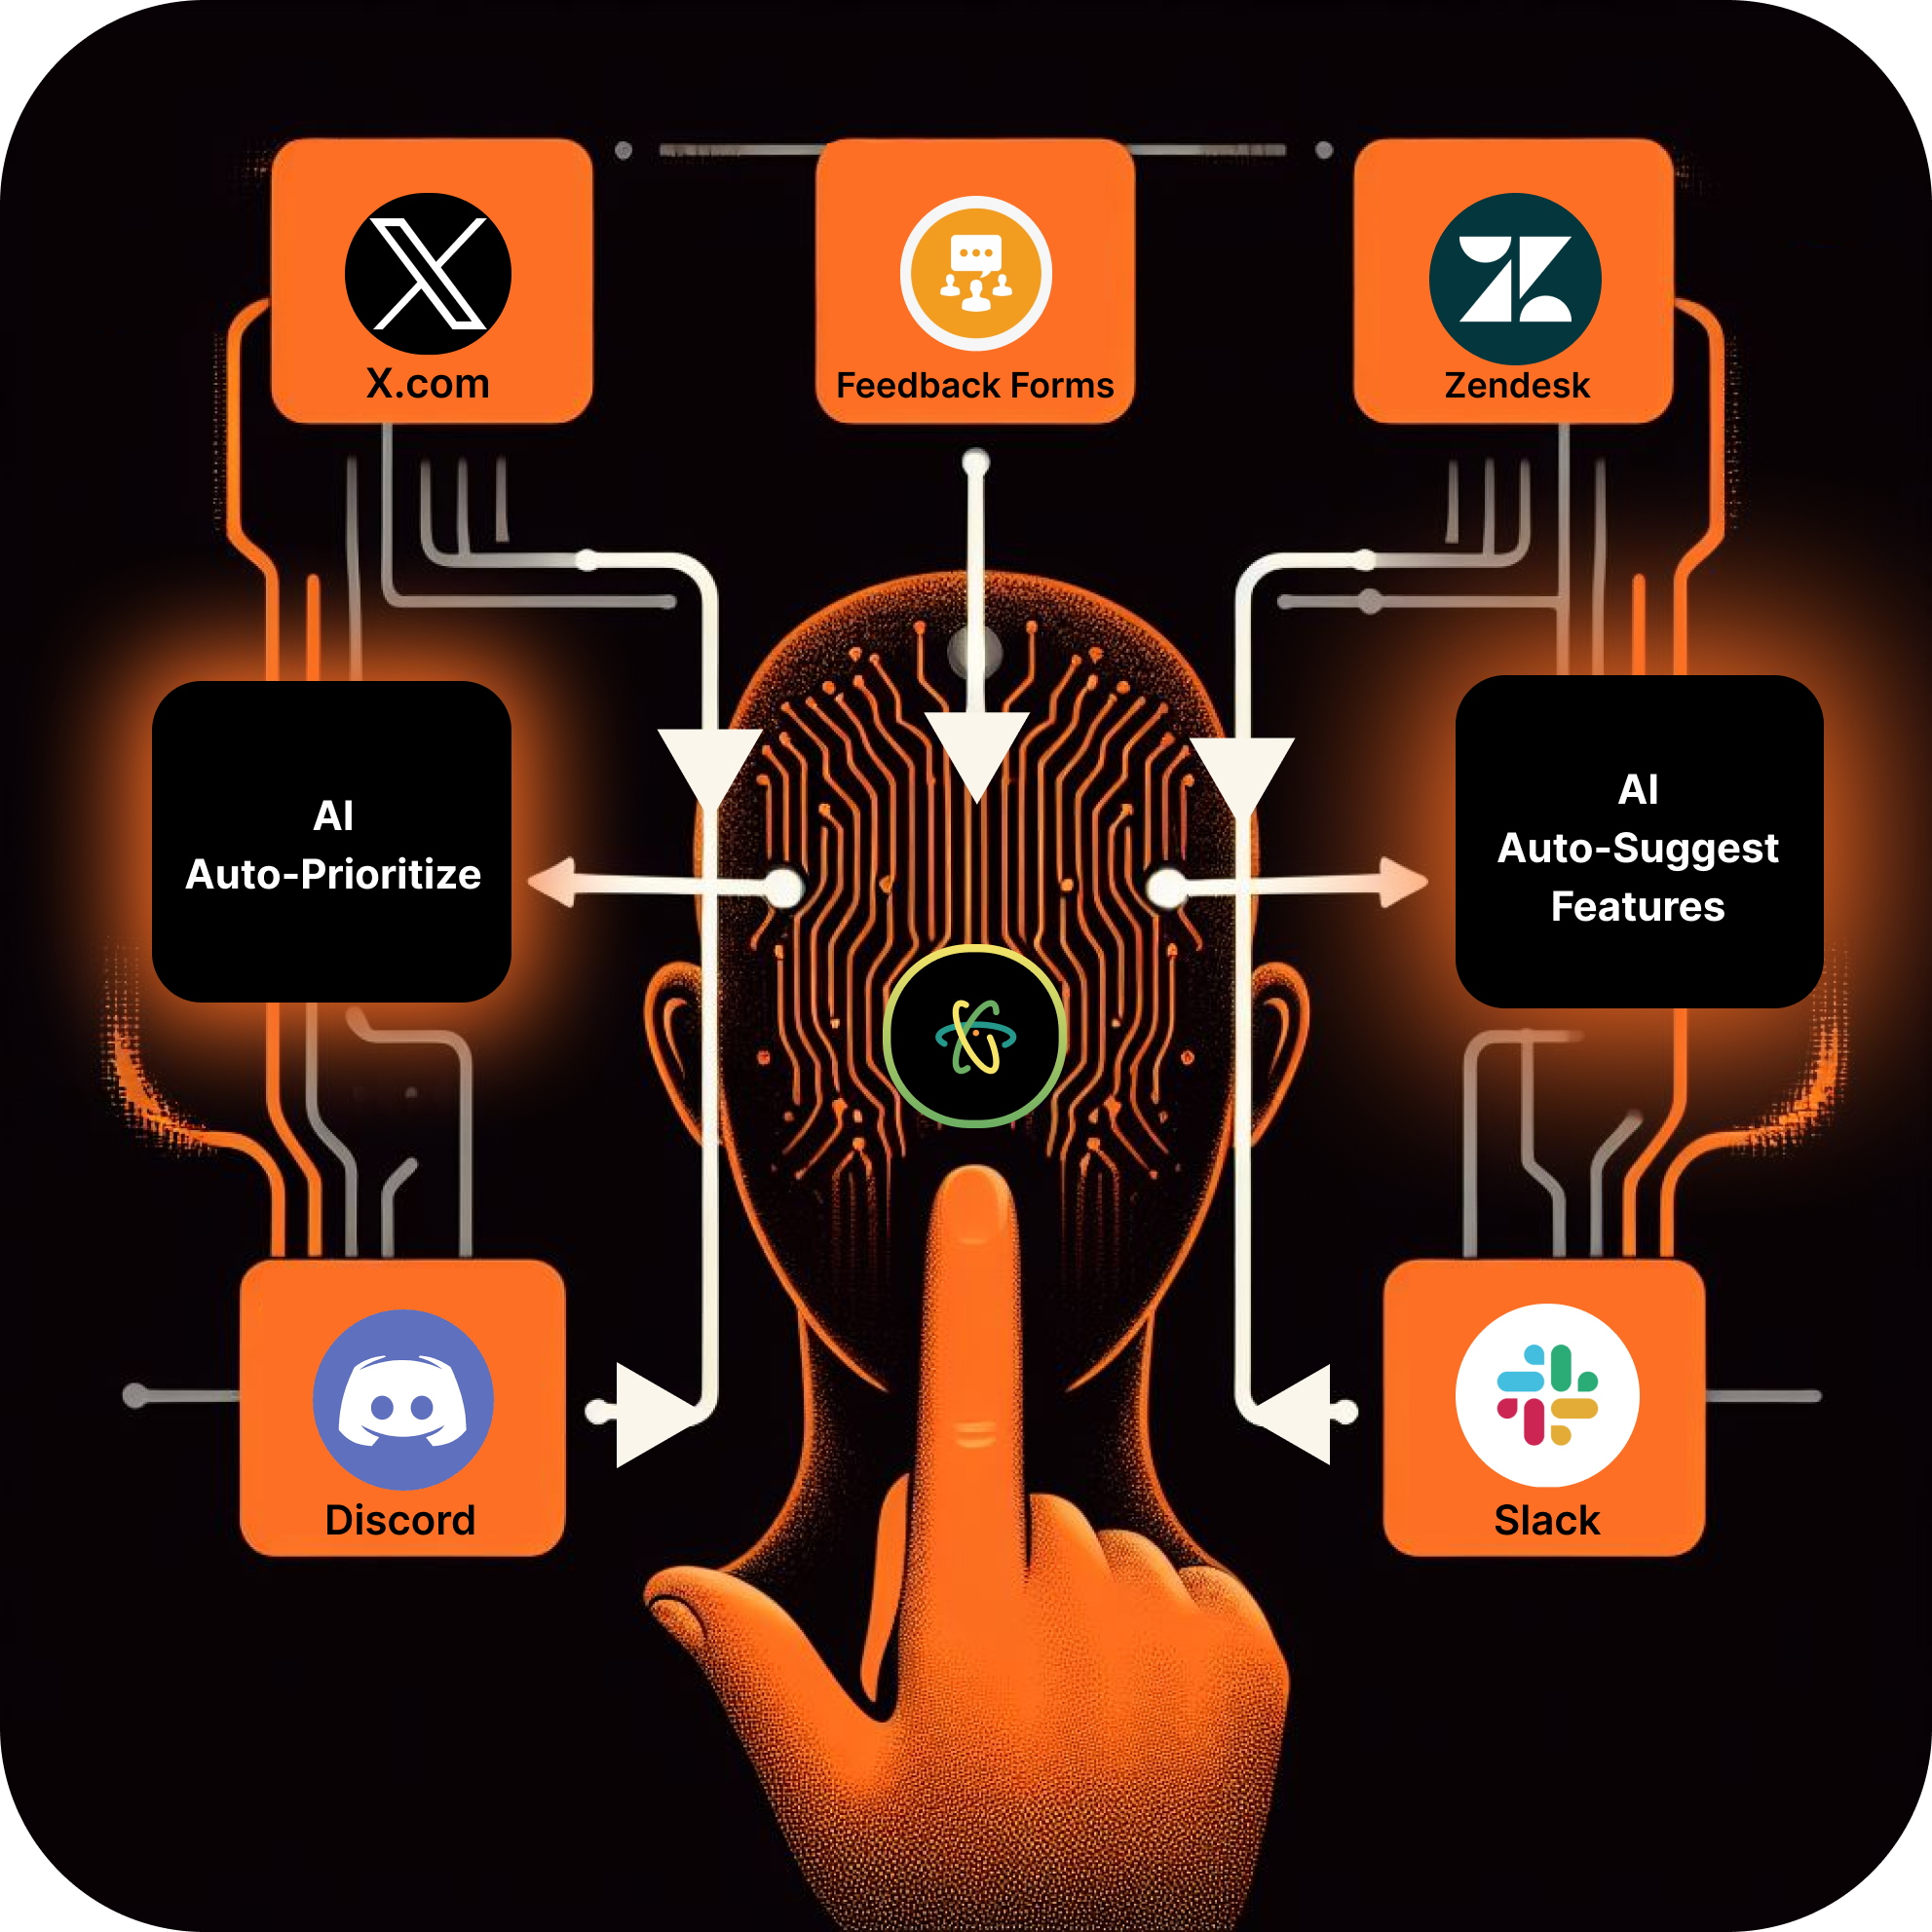 X.com
Feedback Forms
Zendesk
AI
Auto-Prioritize
AI
Auto-Suggest
Features
Discord
Slack